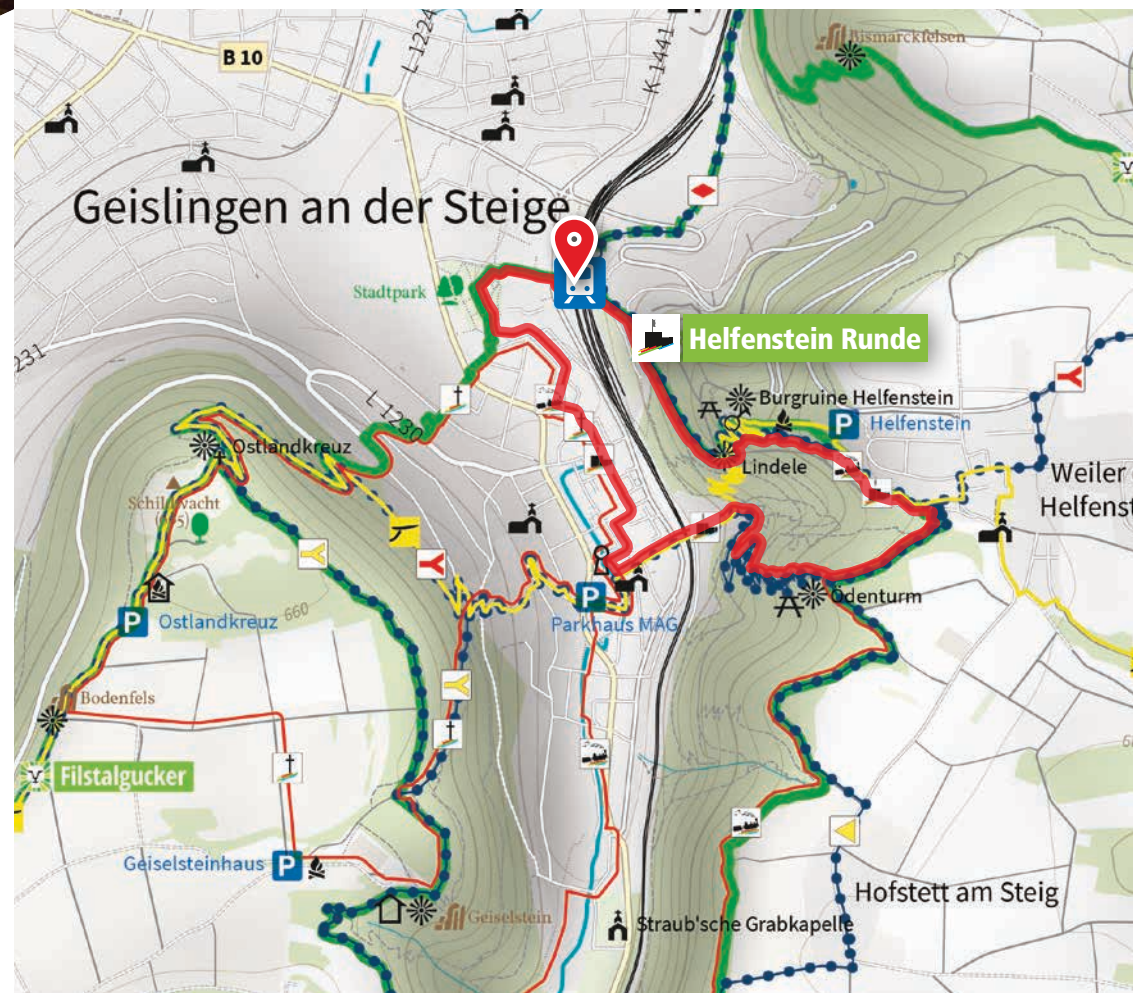 L 1224
K 1441
B 10
Bismarckfelsen
Geislingen an der Steige
Stadtpark
Helfenstein Runde
231
L 1230
Burgruine Helfenstein
P Helfenstein
Lindele
Ostlandkreuz
Weiler
Helfenst
Schildwacht
Ödenturm
P
Parkhaus MAG
P Ostlandkreuz
660
Bodenfels
Filstalgucker
Geiselsteinhaus P
Geiselstein
Hofstett am Steig
Straub'sche Grabkapelle